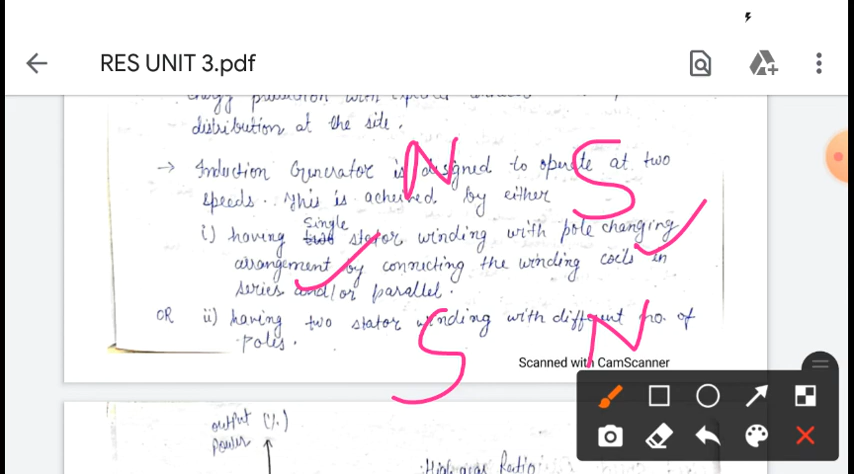 RES UNIT 3.pdf
distribution at the side.
→ Induction Generator is designed to operate at two
speeds. This is acheived by either
i) having single two stator winding with pole changing
arrangement by connecting the winding coils in
series and/or parallel.
OR ii) having two stator winding with different no. of
poles.
N S
S N
Scanned with CamScanner
output (%)
power
High gear Ratio